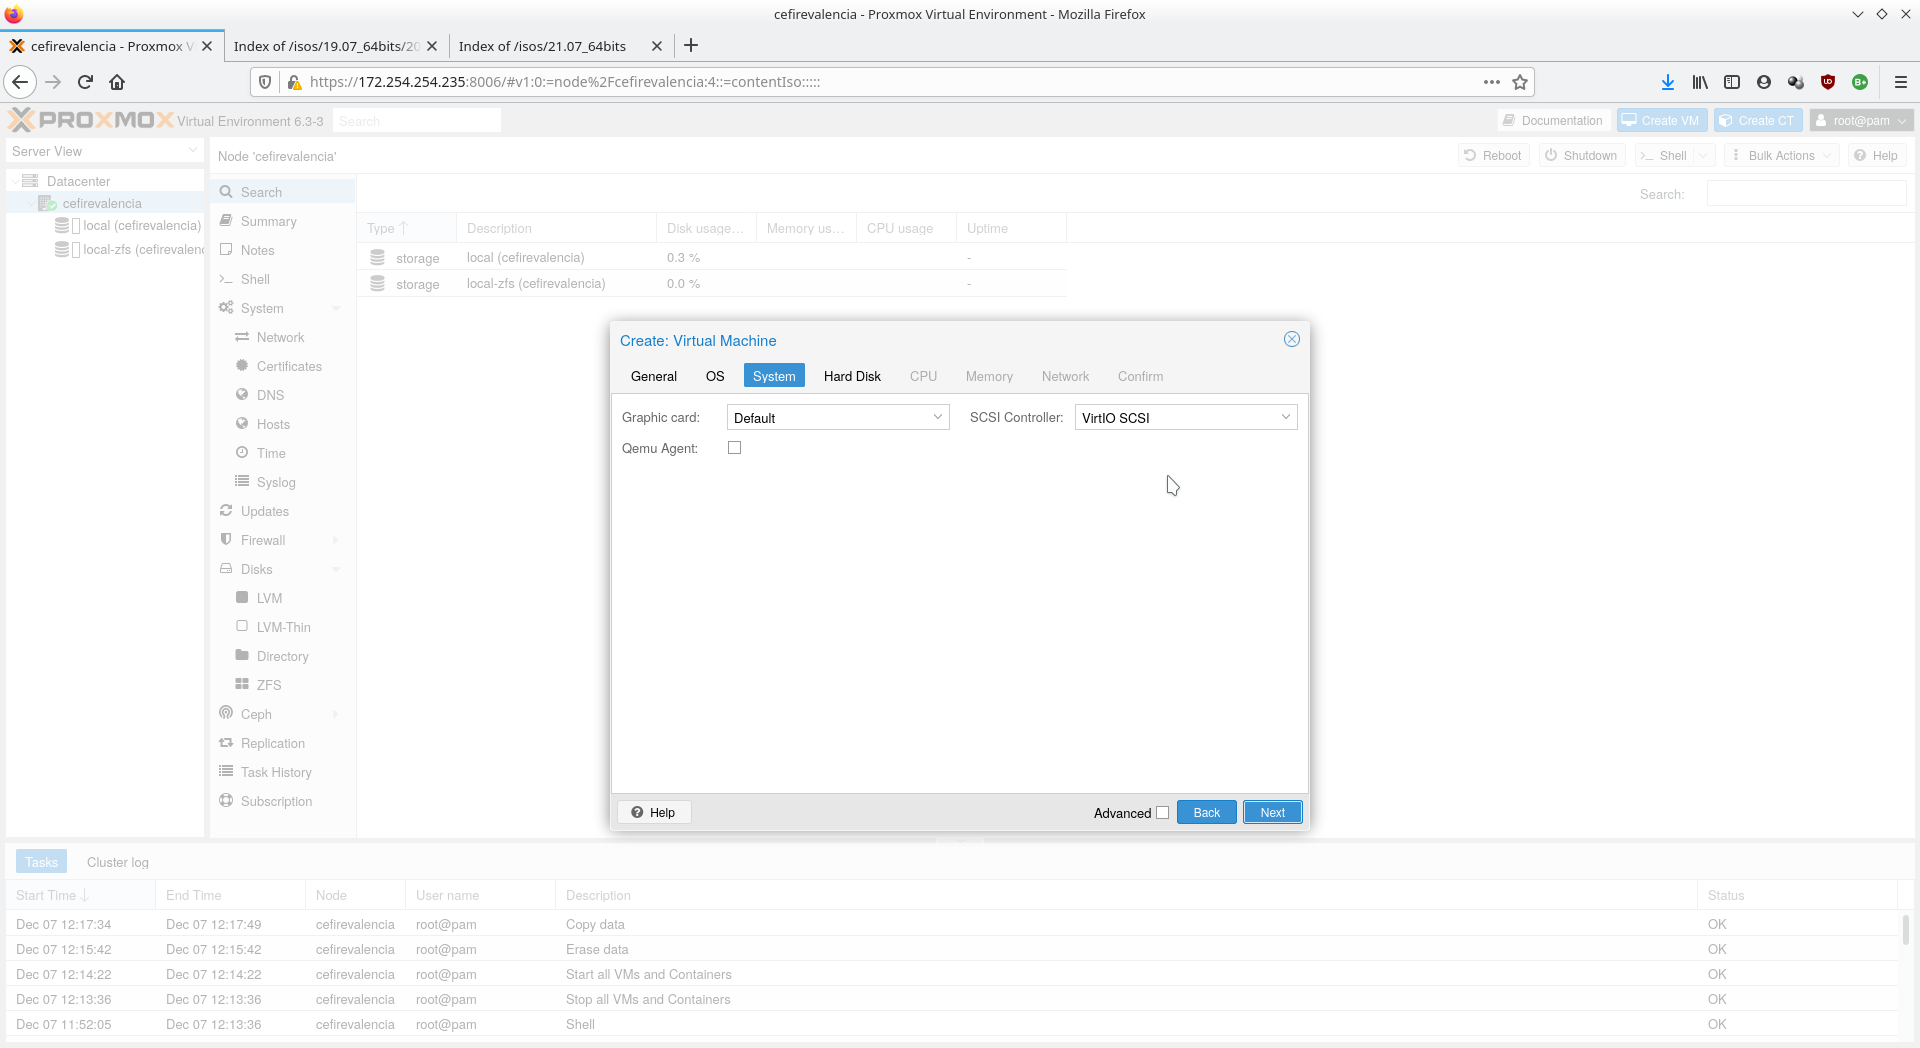 cefirevalencia - Proxmox Virtual Environment - Mozilla Firefox
cefirevalencia - Proxmox V
Index of /isos/19.07_64bits/20
Index of /isos/21.07_64bits
https://172.254.254.235:8006/#v1:0:=node%2Fcefirevalencia:4::=contentIso:::::
PROXMOX Virtual Environment 6.3-3
Search
Documentation
Create VM
Create CT
root@pam
Server View
Node 'cefirevalencia'
Reboot
Shutdown
Shell
Bulk Actions
Help
Datacenter
cefirevalencia
local (cefirevalencia)
local-zfs (cefirevalenc
Search
Summary
Notes
Shell
System
Network
Certificates
DNS
Hosts
Time
Syslog
Updates
Firewall
Disks
LVM
LVM-Thin
Directory
ZFS
Ceph
Replication
Task History
Subscription
Search:
Type Description Disk usage... Memory us... CPU usage Uptime
storage local (cefirevalencia) 0.3 % -
storage local-zfs (cefirevalencia) 0.0 % -
Create: Virtual Machine
General OS System Hard Disk CPU Memory Network Confirm
Graphic card: Default SCSI Controller: VirtIO SCSI
Qemu Agent:
Help Advanced Back Next
Tasks Cluster log
Start Time End Time Node User name Description Status
Dec 07 12:17:34 Dec 07 12:17:49 cefirevalencia root@pam Copy data OK
Dec 07 12:15:42 Dec 07 12:15:42 cefirevalencia root@pam Erase data OK
Dec 07 12:14:22 Dec 07 12:14:22 cefirevalencia root@pam Start all VMs and Containers OK
Dec 07 12:13:36 Dec 07 12:13:36 cefirevalencia root@pam Stop all VMs and Containers OK
Dec 07 11:52:05 Dec 07 12:13:36 cefirevalencia root@pam Shell OK